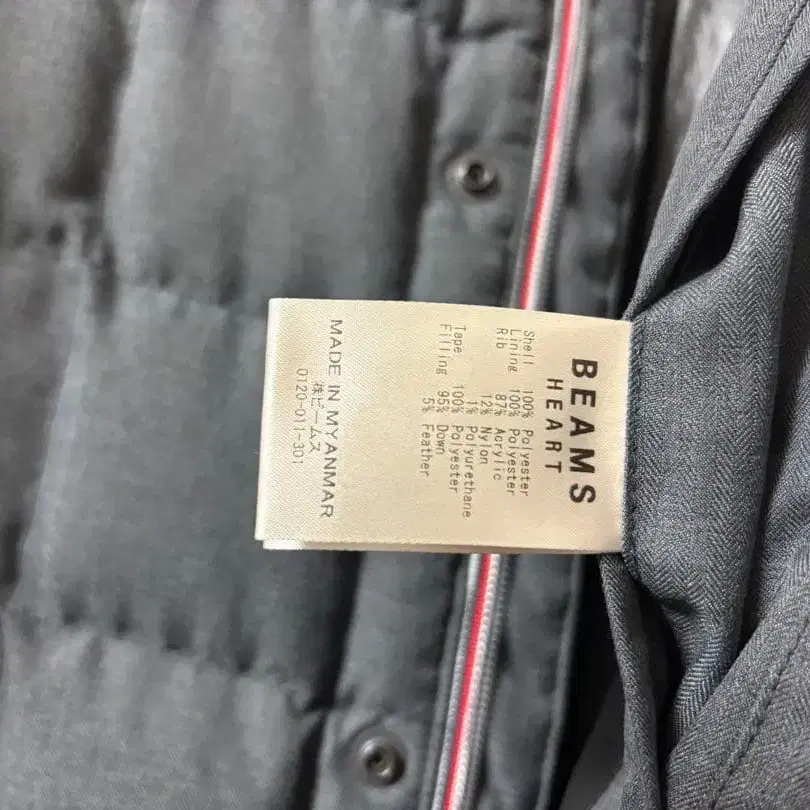 BEAMS
HEART
Shell 100% Polyester
Lining 100% Polyester
Rib 87% Acrylic
12% Nylon
1% Polyurethane
Tape 100% Polyester
Filling 95% Down
5% Feather
MADE IN MYANMAR
㈱ビームス
0120-011-301